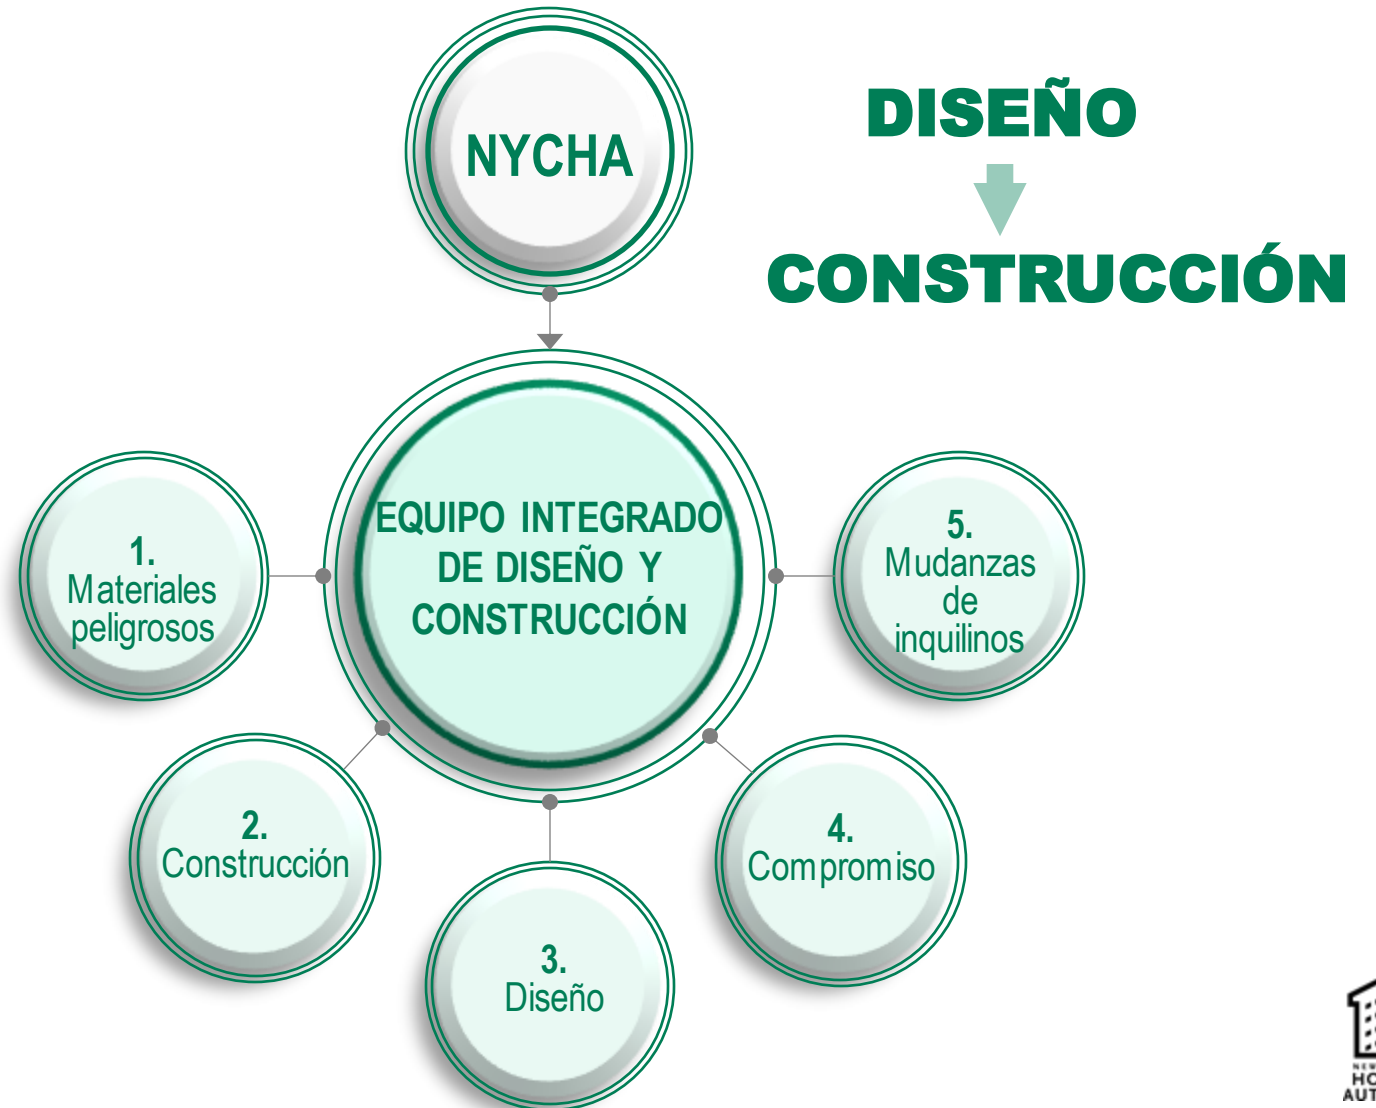 NYCHA
DISEÑO
CONSTRUCCIÓN
EQUIPO INTEGRADO
DE DISEÑO Y
CONSTRUCCIÓN
1.
Materiales
peligrosos
2.
Construcción
3.
Diseño
4.
Compromiso
5.
Mudanzas
de
inquilinos